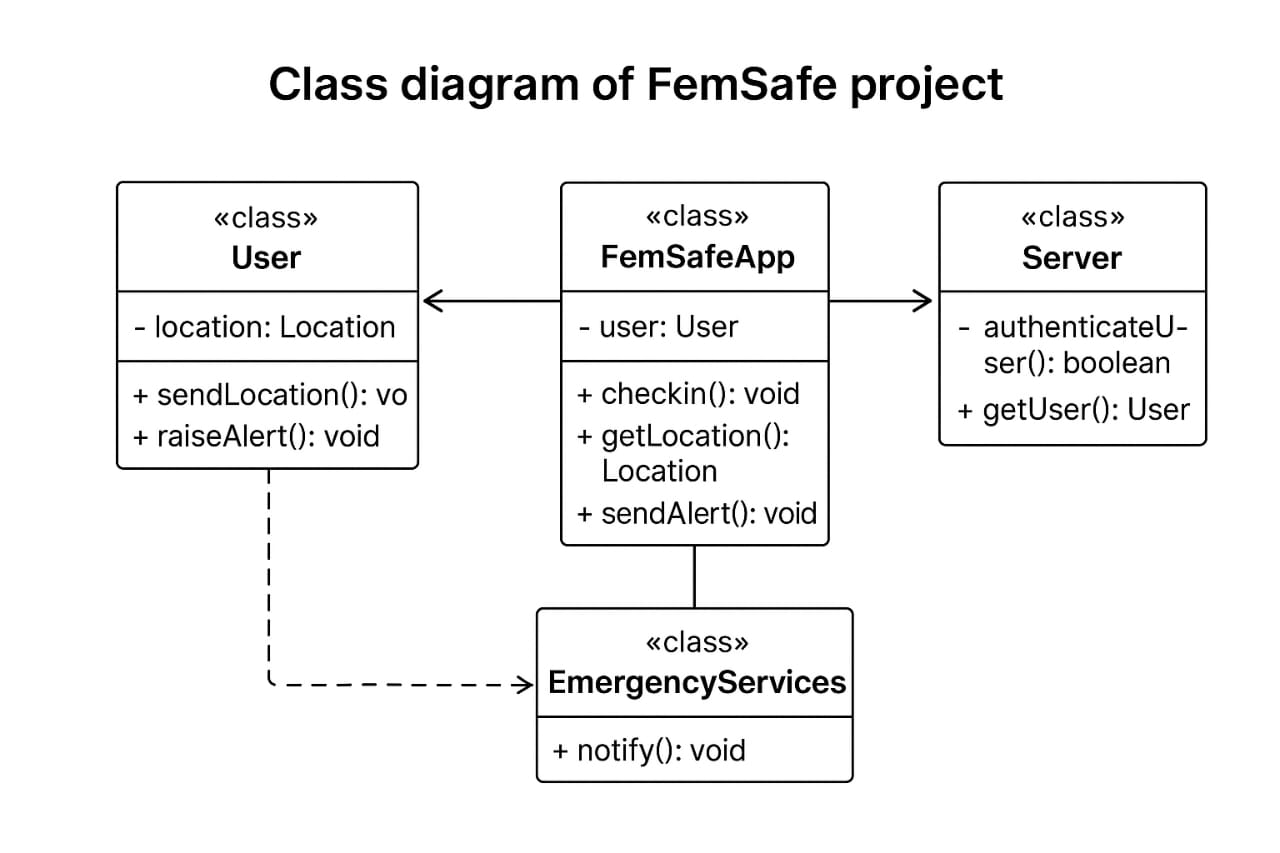 Class diagram of FemSafe project
«class»
User
- location: Location
+ sendLocation(): vo
+ raiseAlert(): void
«class»
FemSafeApp
- user: User
+ checkin(): void
+ getLocation():
Location
+ sendAlert(): void
«class»
Server
- authenticateU-
ser(): boolean
+ getUser(): User
«class»
EmergencyServices
+ notify(): void